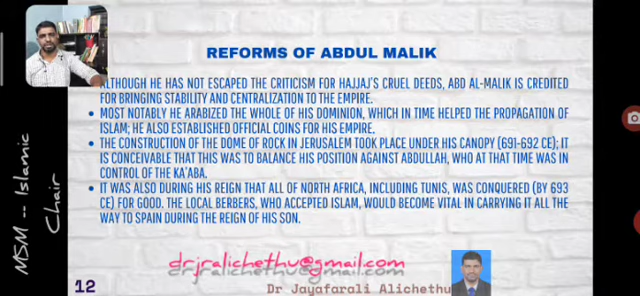 REFORMS OF ABDUL MALIK
ALTHOUGH HE HAS NOT ESCAPED THE CRITICISM FOR HAJJAJ'S CRUEL DEEDS, ABD AL-MALIK IS CREDITED
FOR BRINGING STABILITY AND CENTRALIZATION TO THE EMPIRE.
• MOST NOTABLY HE ARABIZED THE WHOLE OF HIS DOMINION, WHICH IN TIME HELPED THE PROPAGATION OF
ISLAM; HE ALSO ESTABLISHED OFFICIAL COINS FOR HIS EMPIRE.
• THE CONSTRUCTION OF THE DOME OF ROCK IN JERUSALEM TOOK PLACE UNDER HIS CANOPY (691-692 CE); IT
IS CONCEIVABLE THAT THIS WAS TO BALANCE HIS POSITION AGAINST ABDULLAH, WHO AT THAT TIME WAS IN
CONTROL OF THE KA'ABA.
• IT WAS ALSO DURING HIS REIGN THAT ALL OF NORTH AFRICA, INCLUDING TUNIS, WAS CONQUERED (BY 693
CE) FOR GOOD. THE LOCAL BERBERS, WHO ACCEPTED ISLAM, WOULD BECOME VITAL IN CARRYING IT ALL THE
WAY TO SPAIN DURING THE REIGN OF HIS SON.
MSM -- Islamic
Chair
drjralichethu@gmail.com
12
Dr Jayafarali Alichethu